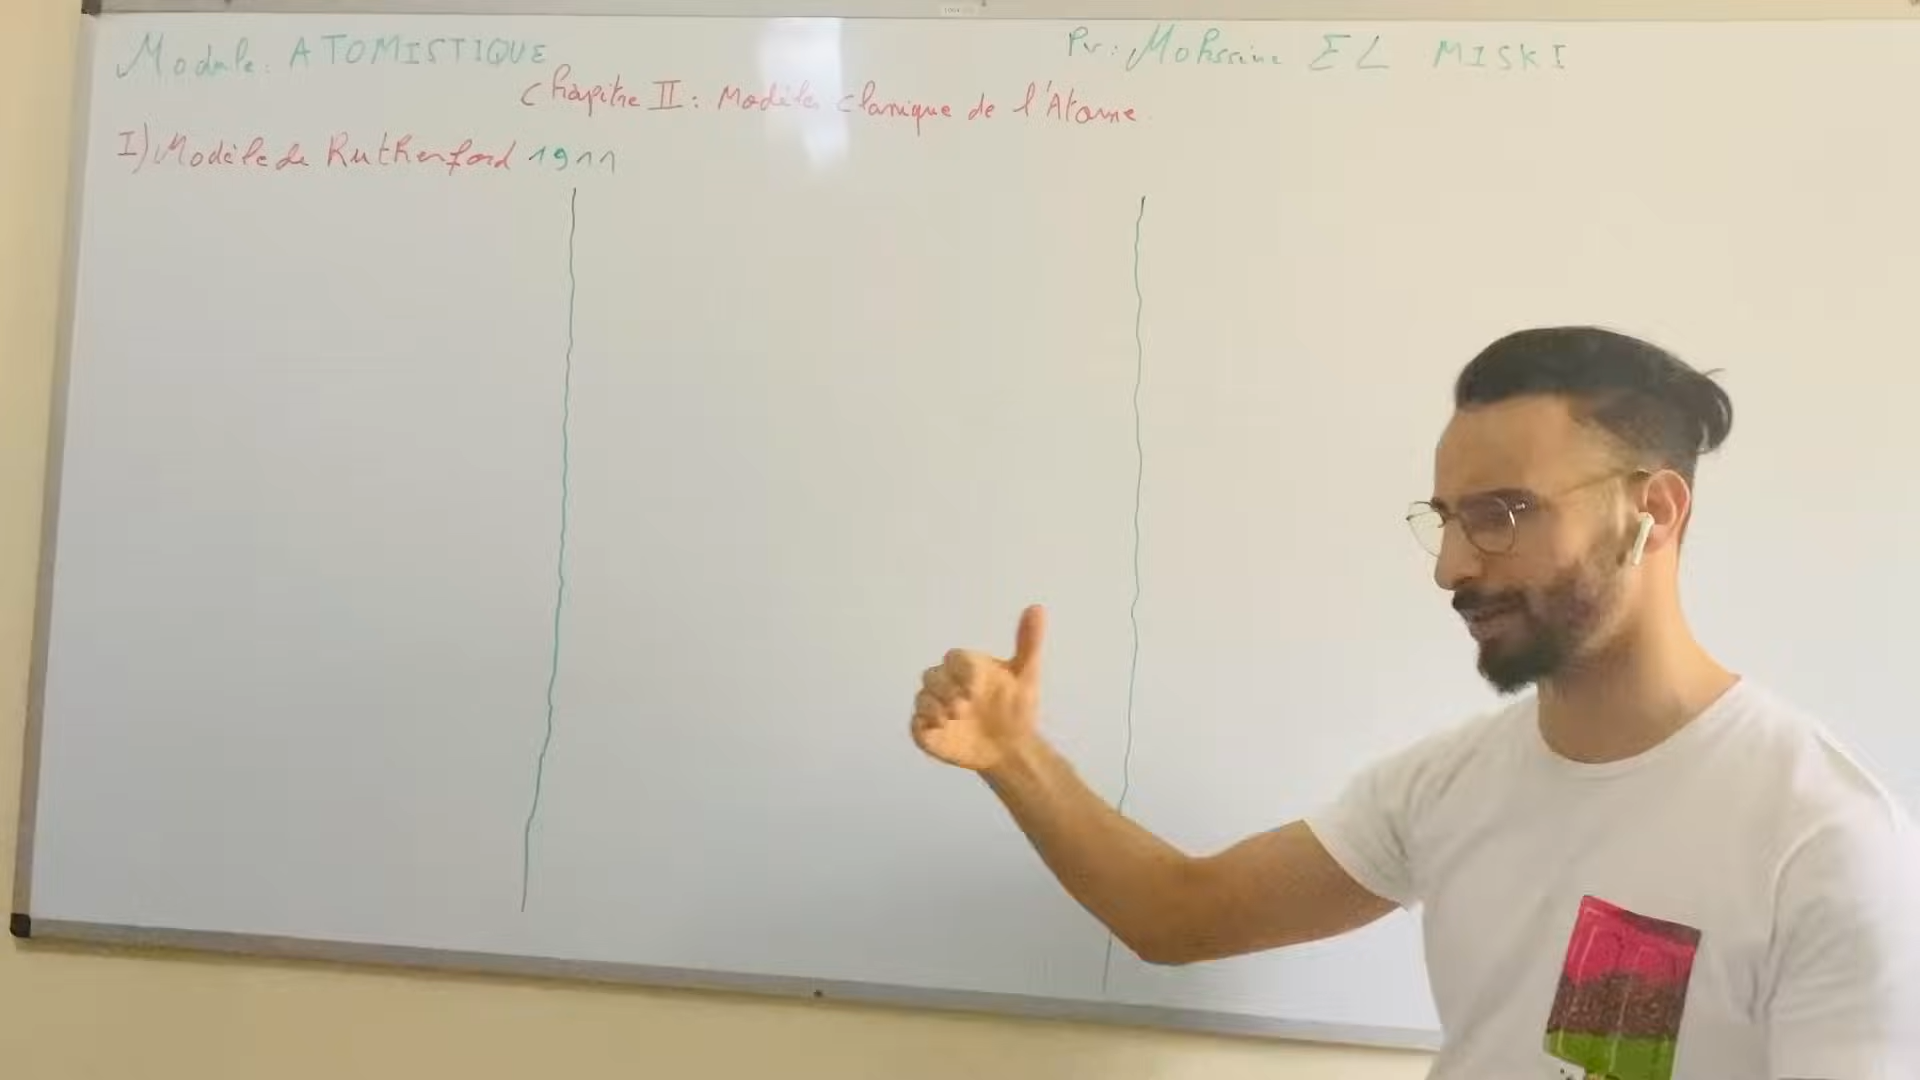 Module: ATOMISTIQUE
Pr: Mohssine EL MISKI
Chapitre II: Modèles classique de l'Atome
I) Modèle de Rutherford 1911